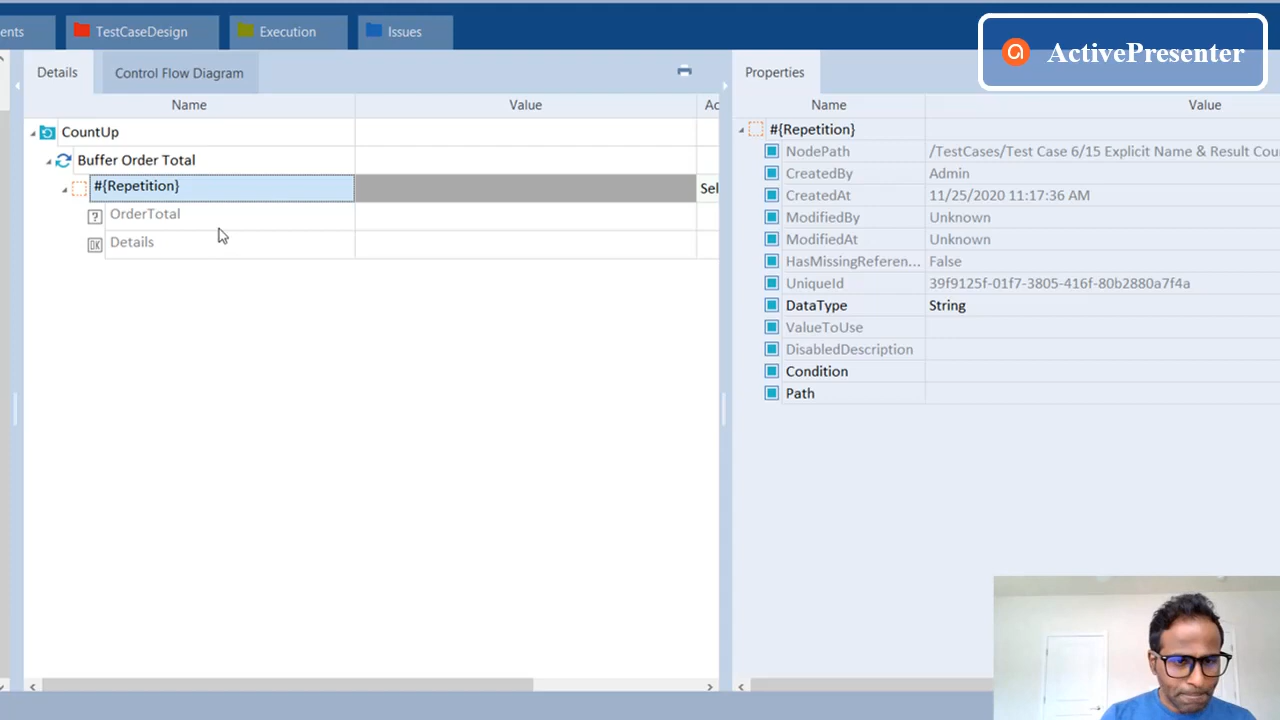 ents
TestCaseDesign
Execution
Issues
ActivePresenter
Details
Control Flow Diagram
Properties
Name
Value
Ac
Name
Value
CountUp
Buffer Order Total
#{Repetition}
Sel
OrderTotal
Details
#{Repetition}
NodePath
/TestCases/Test Case 6/15 Explicit Name & Result Cou
CreatedBy
Admin
CreatedAt
11/25/2020 11:17:36 AM
ModifiedBy
Unknown
ModifiedAt
Unknown
HasMissingReferen...
False
UniqueId
39f9125f-01f7-3805-416f-80b2880a7f4a
DataType
String
ValueToUse
DisabledDescription
Condition
Path